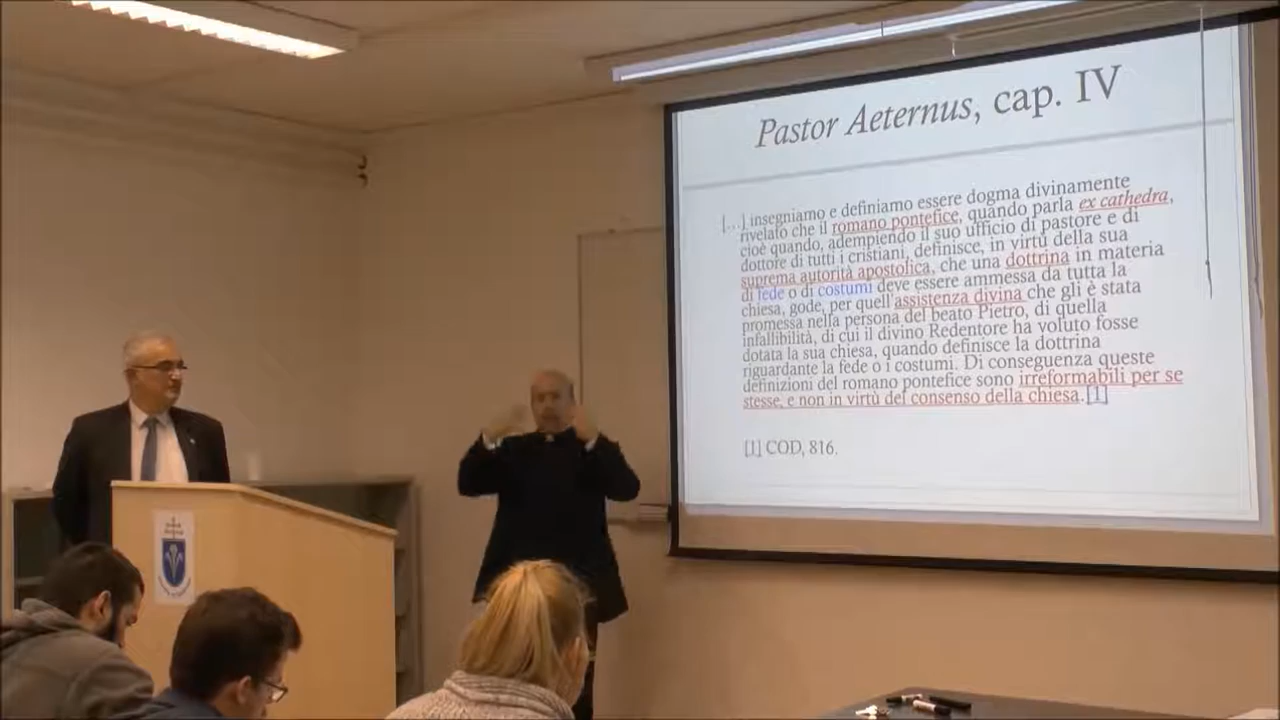 Pastor Aeternus, cap. IV
[...] insegniamo e definiamo essere dogma divinamente
rivelato che il romano pontefice, quando parla ex cathedra,
cioè quando, adempiendo il suo ufficio di pastore e di
dottore di tutti i cristiani, definisce, in virtù della sua
suprema autorità apostolica, che una dottrina in materia
di fede o di costumi deve essere ammessa da tutta la
chiesa, gode, per quell'assistenza divina che gli è stata
promessa nella persona del beato Pietro, di quella
infallibilità, di cui il divino Redentore ha voluto fosse
dotata la sua chiesa, quando definisce la dottrina
riguardante la fede o i costumi. Di conseguenza queste
definizioni del romano pontefice sono irreformabili per se
stesse, e non in virtù del consenso della chiesa.[1]
[1] COD, 816.